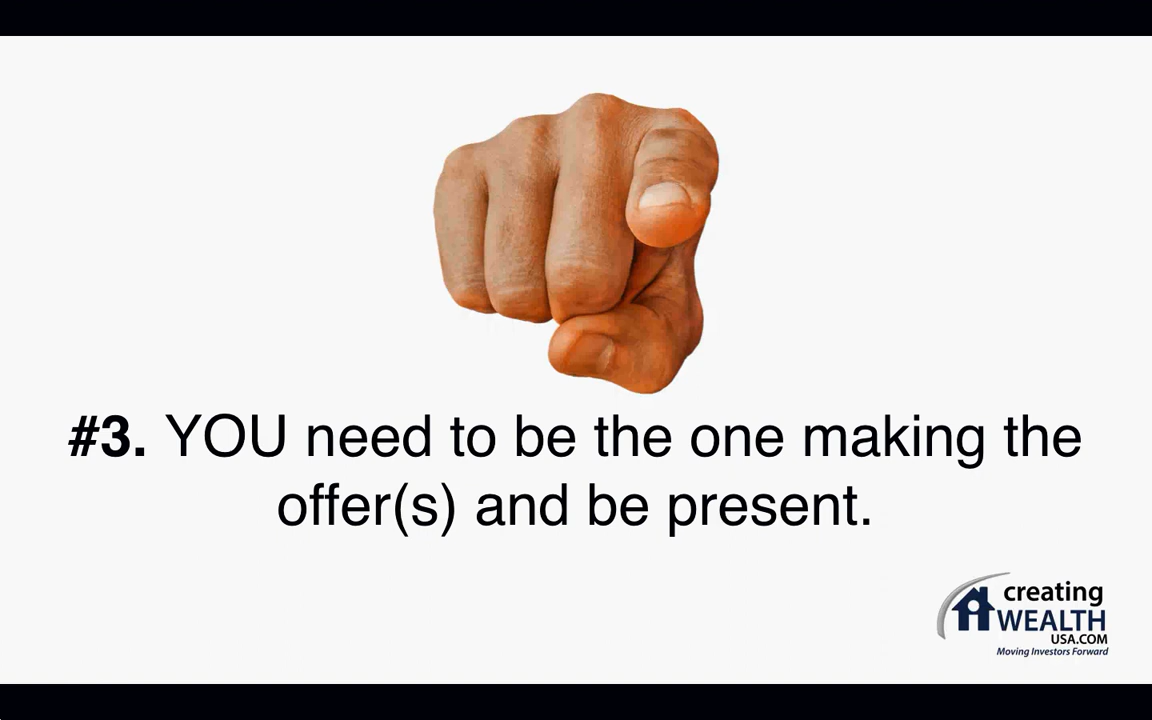 #3. YOU need to be the one making the
offer(s) and be present.
creating
WEALTH
USA.COM
Moving Investors Forward